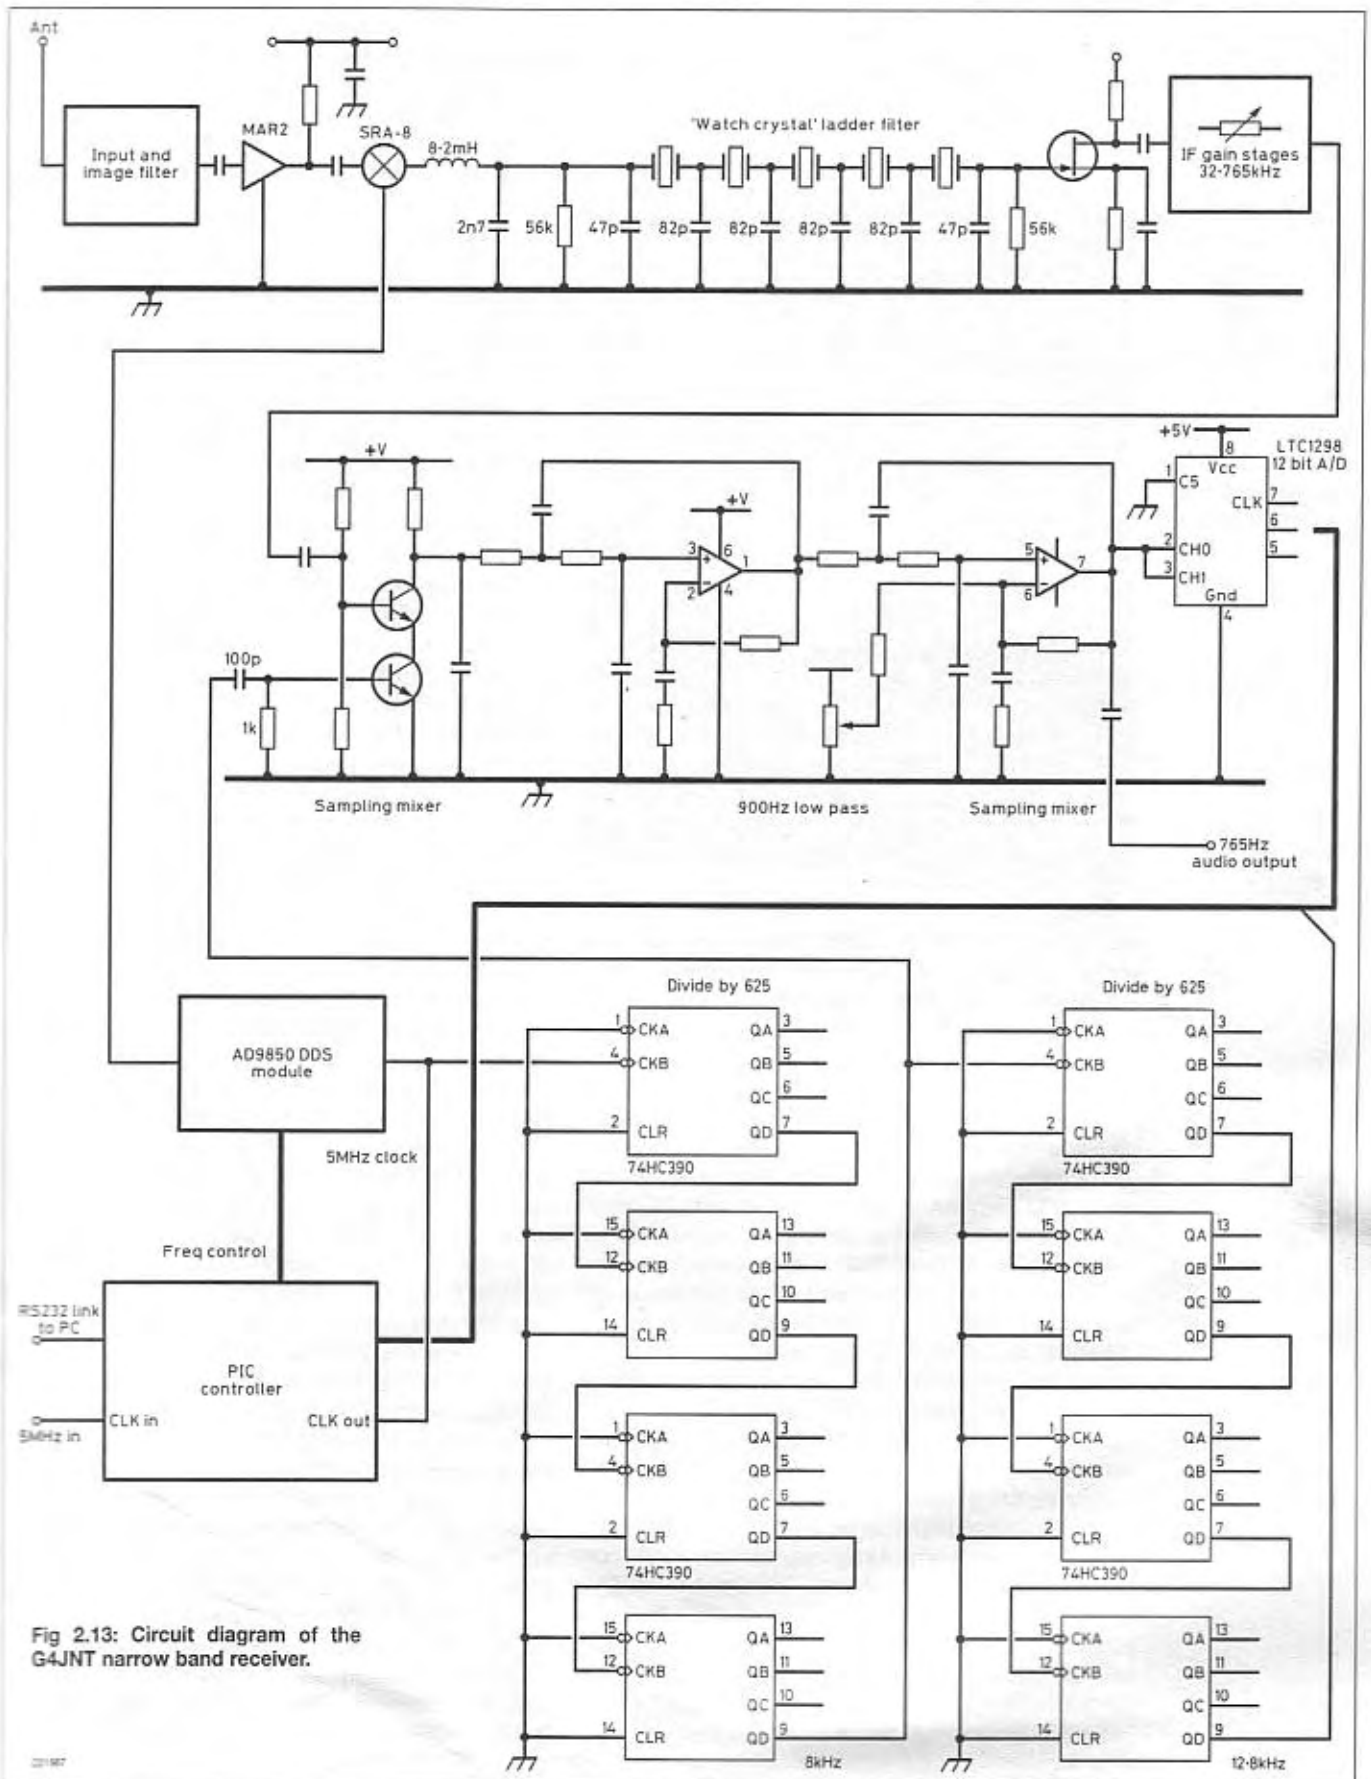 Ant
MAR2
SRA-8
8-2mH
'Watch crystal' ladder filter
Input and
image filter
IF gain stages
32-765kHz
2n7
56k
47p
82p
82p
82p
82p
47p
56k
+V
+V
+5V
8
Vcc
LTC1298
12 bit A/D
1
CS
CLK
7
6
5
2
CH0
3
CH1
Gnd
4
3
+
6
1
-
2
4
5
+
7
-
6
100p
1k
Sampling mixer
900Hz low pass
Sampling mixer
765Hz
audio output
Divide by 625
Divide by 625
AD9850 DDS
module
5MHz clock
Freq control
RS232 link
to PC
PIC
controller
CLK in
CLK out
5MHz in
1
CKA
QA
3
4
CKB
QB
5
QC
6
2
CLR
QD
7
74HC390
15
CKA
QA
13
12
CKB
QB
11
QC
10
14
CLR
QD
9
1
CKA
QA
3
4
CKB
QB
5
QC
6
2
CLR
QD
7
74HC390
15
CKA
QA
13
12
CKB
QB
11
QC
10
14
CLR
QD
9
8kHz
1
CKA
QA
3
4
CKB
QB
5
QC
6
2
CLR
QD
7
74HC390
15
CKA
QA
13
12
CKB
QB
11
QC
10
14
CLR
QD
9
1
CKA
QA
3
4
CKB
QB
5
QC
6
2
CLR
QD
7
74HC390
15
CKA
QA
13
12
CKB
QB
11
QC
10
14
CLR
QD
9
12·8kHz
Fig 2.13: Circuit diagram of the
G4JNT narrow band receiver.